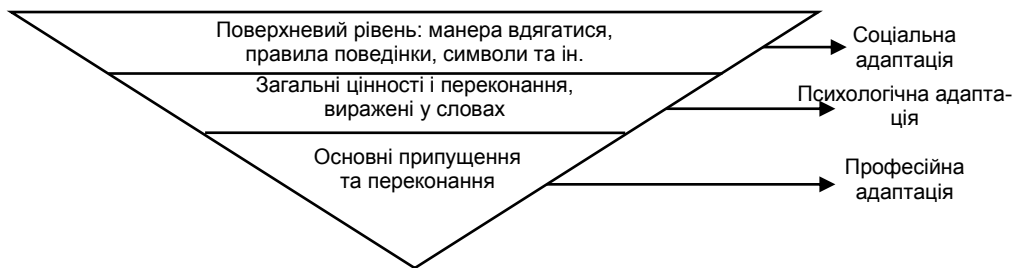 Поверхневий рівень: манера вдягатися,
правила поведінки, символи та ін.
Соціальна
адаптація
Загальні цінності і переконання,
виражені у словах
Психологічна адапта-
ція
Основні припущення
та переконання
Професійна
адаптація